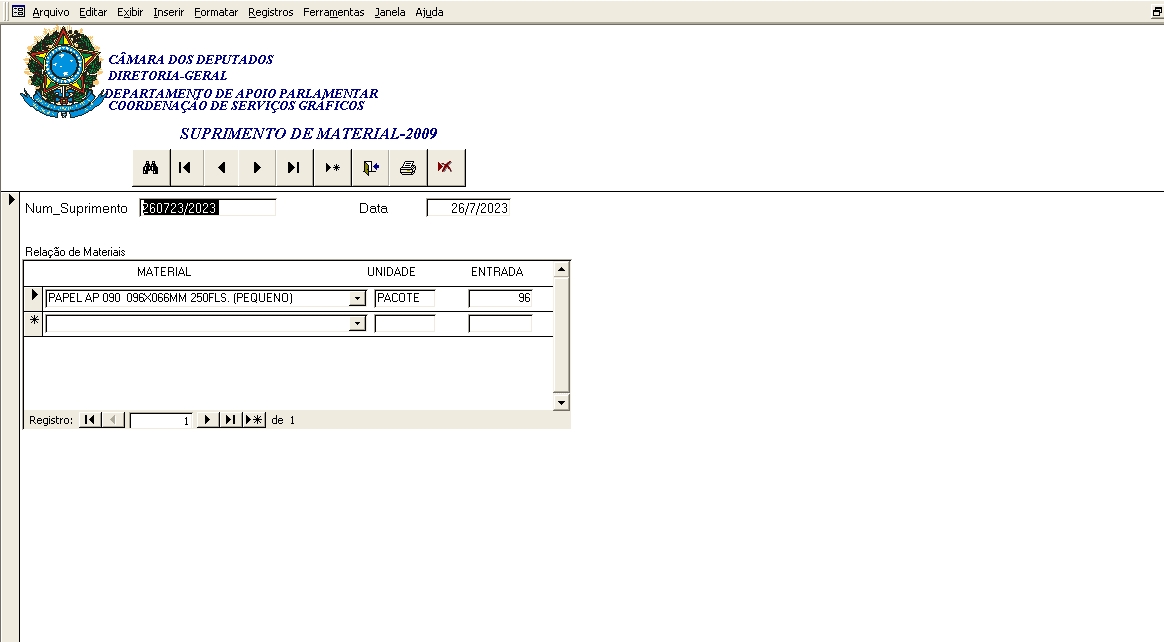 Arquivo Editar Exibir Inserir Formatar Registros Ferramentas Janela Ajuda
CÂMARA DOS DEPUTADOS
DIRETORIA-GERAL
DEPARTAMENTO DE APOIO PARLAMENTAR
COORDENAÇÃO DE SERVIÇOS GRÁFICOS
SUPRIMENTO DE MATERIAL-2009
Num_Suprimento 260723/2023 Data 26/7/2023
Relação de Materiais
MATERIAL UNIDADE ENTRADA
PAPEL AP 090 096X066MM 250FLS. (PEQUENO) PACOTE 96
Registro: 1 de 1